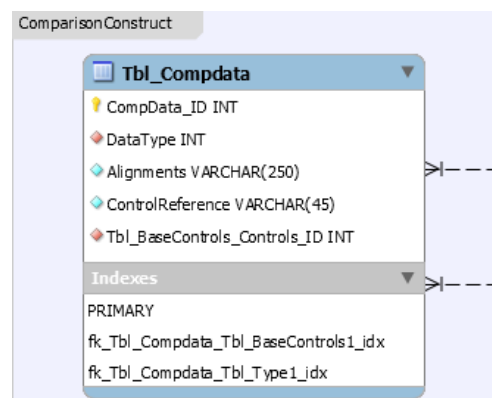 ComparisonConstruct
Tbl_Compdata
CompData_ID INT
DataType INT
Alignments VARCHAR(250)
ControlReference VARCHAR(45)
Tbl_BaseControls_Controls_ID INT
Indexes
PRIMARY
fk_Tbl_Compdata_Tbl_BaseControls1_idx
fk_Tbl_Compdata_Tbl_Type1_idx